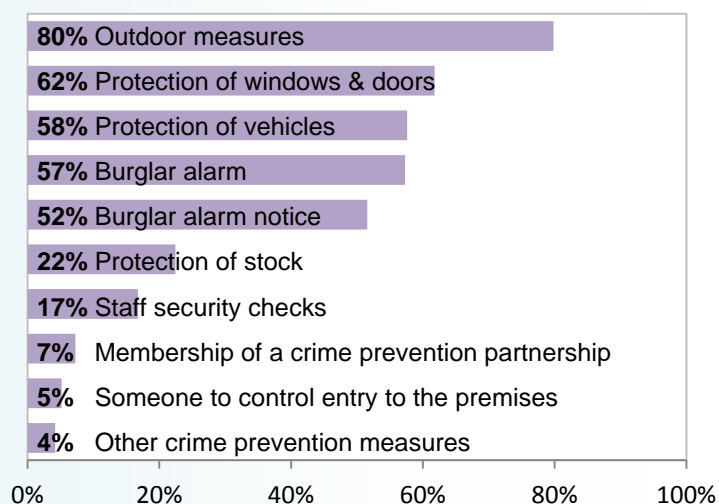 80% Outdoor measures
62% Protection of windows & doors
58% Protection of vehicles
57% Burglar alarm
52% Burglar alarm notice
22% Protection of stock
17% Staff security checks
7% Membership of a crime prevention partnership
5% Someone to control entry to the premises
4% Other crime prevention measures
0% 20% 40% 60% 80% 100%